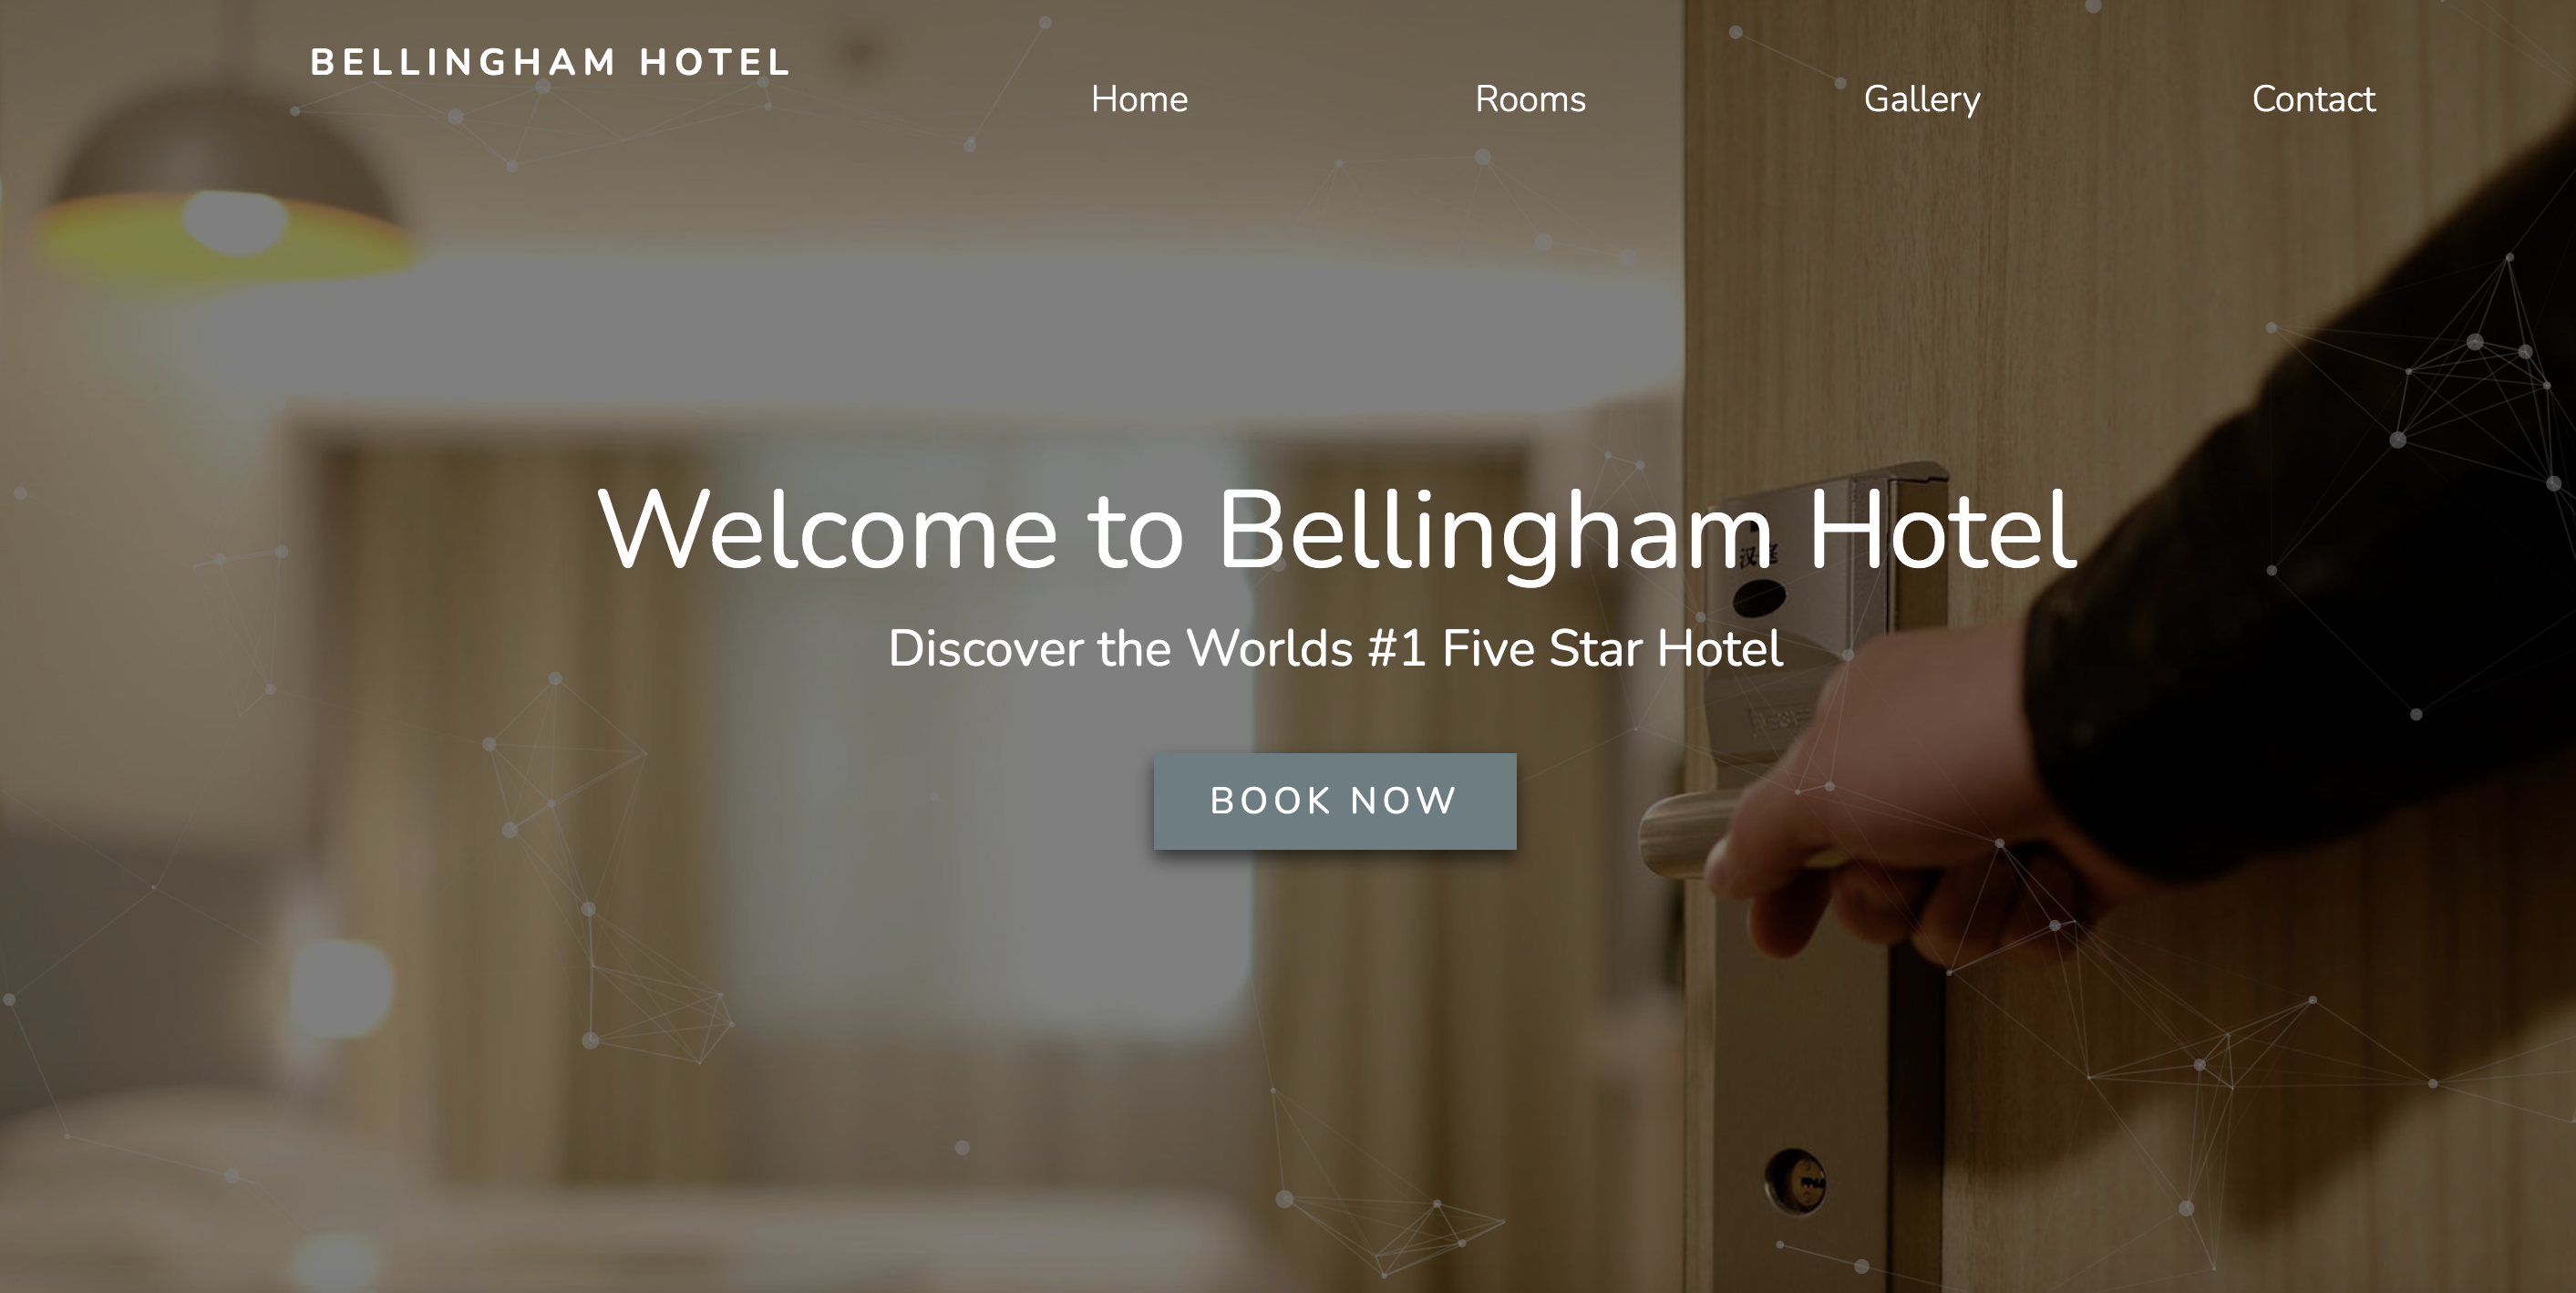 BELLINGHAM HOTEL
Home
Rooms
Gallery
Contact
Welcome to Bellingham Hotel
Discover the Worlds #1 Five Star Hotel
BOOK NOW